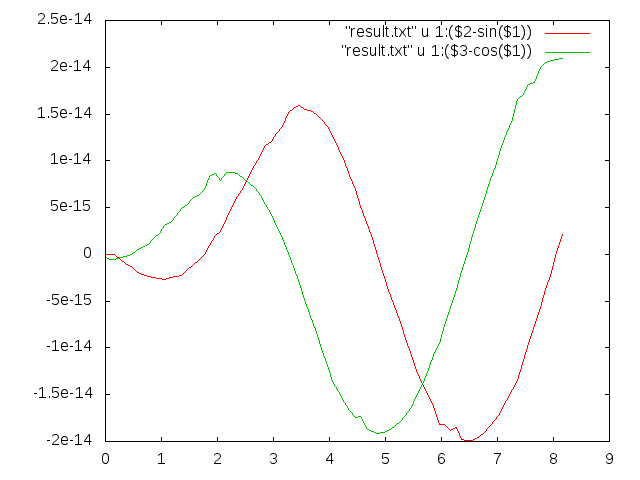 2.5e-14
"result.txt" u 1:($2-sin($1))
"result.txt" u 1:($3-cos($1))
2e-14
1.5e-14
1e-14
5e-15
0
-5e-15
-1e-14
-1.5e-14
-2e-14
0 1 2 3 4 5 6 7 8 9